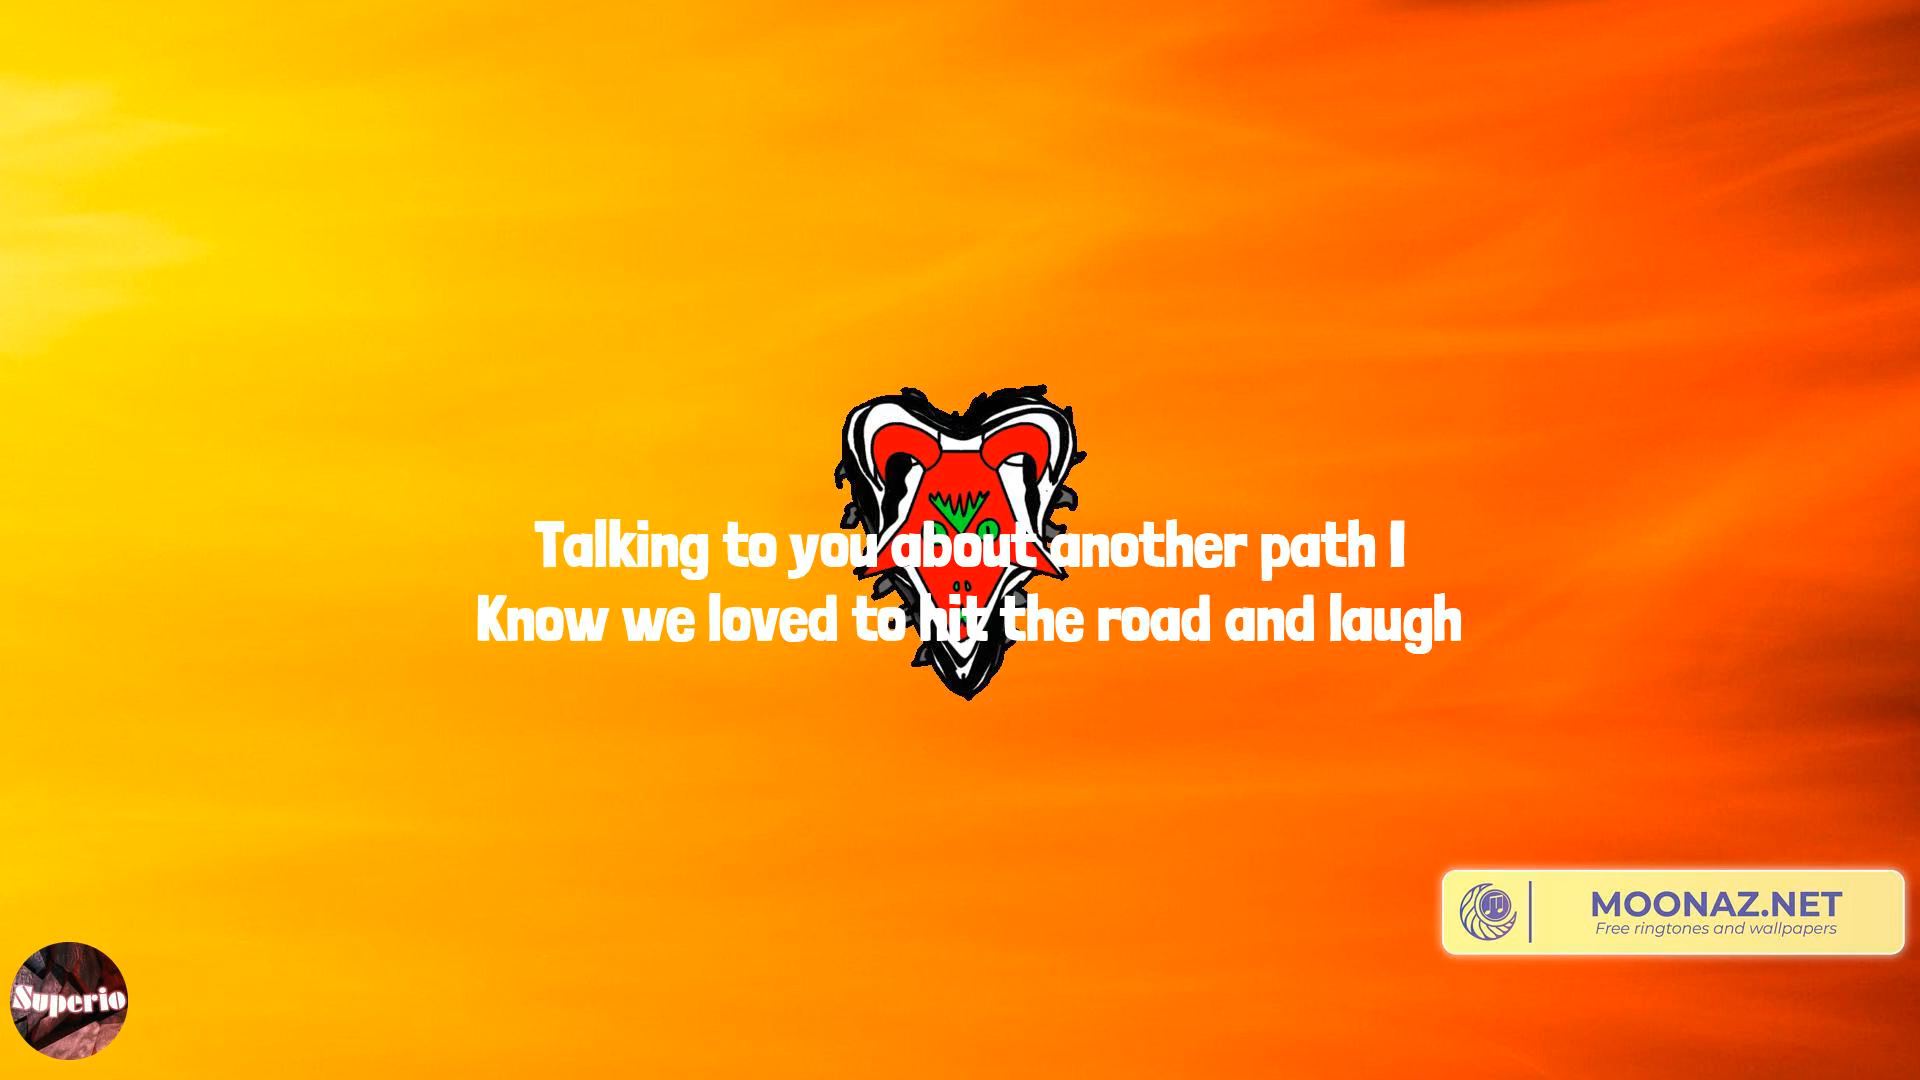 Talking to you about another path I
Know we loved to hit the road and laugh
MOONAZ.NET
Free ringtones and wallpapers
Superio